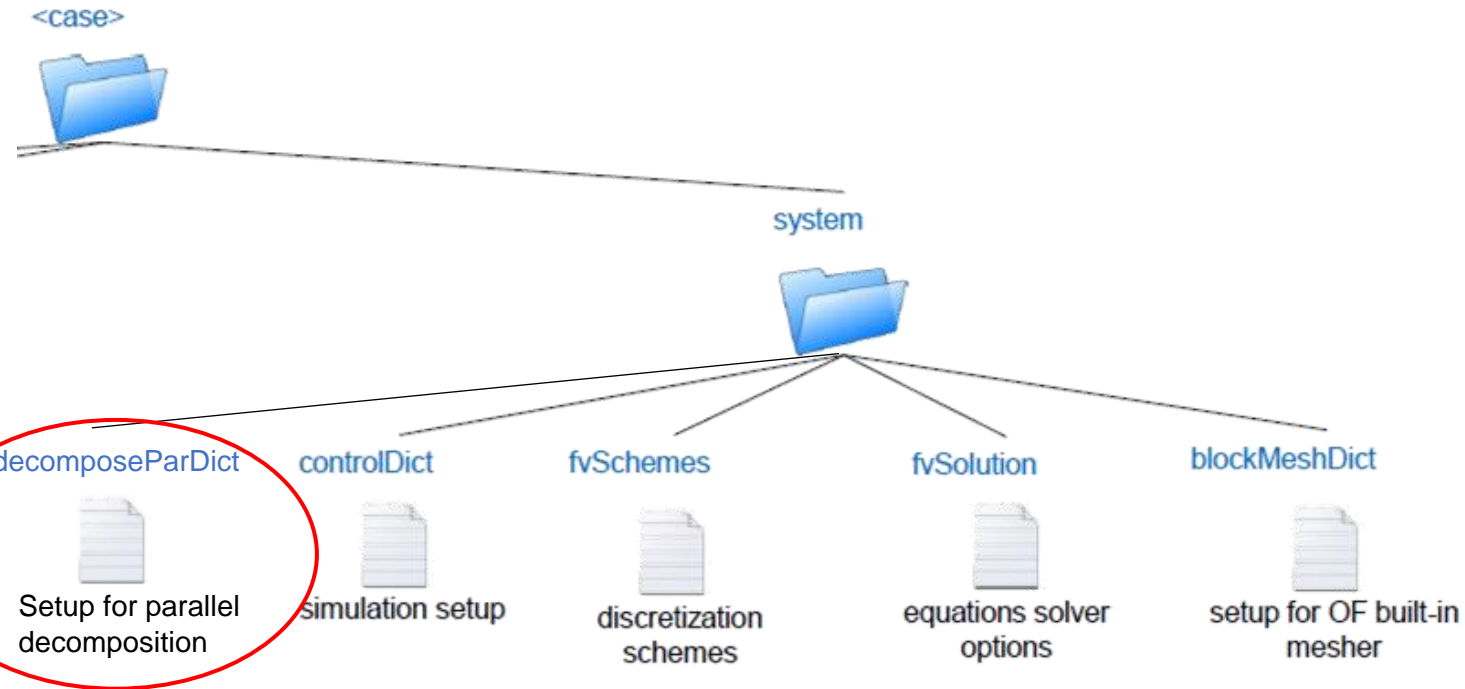 <case>
system
decomposeParDict
controlDict
fvSchemes
fvSolution
blockMeshDict
Setup for parallel
decomposition
simulation setup
discretization
schemes
equations solver
options
setup for OF built-in
mesher